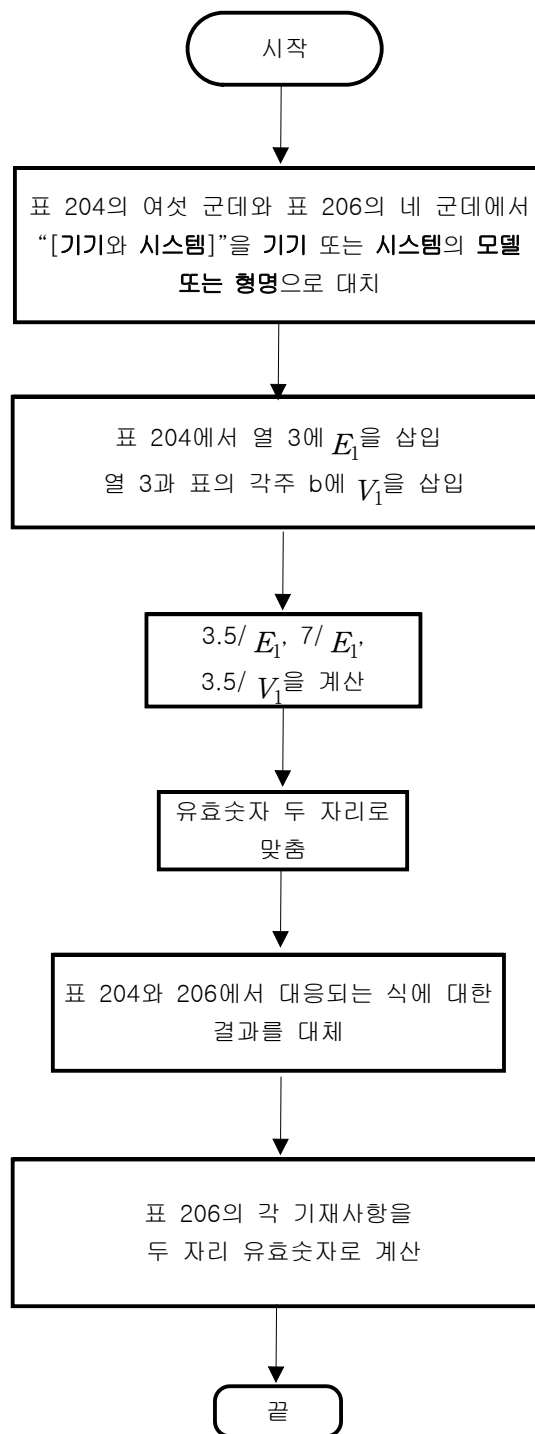 시작
표 204의 여섯 군데와 표 206의 네 군데에서
“[기기와 시스템]”을 기기 또는 시스템의 모델
또는 형명으로 대치
표 204에서 열 3에 E₁을 삽입
열 3과 표의 각주 b에 V₁을 삽입
3.5/ E₁, 7/ E₁,
3.5/ V₁을 계산
유효숫자 두 자리로
맞춤
표 204와 206에서 대응되는 식에 대한
결과를 대체
표 206의 각 기재사항을
두 자리 유효숫자로 계산
끝